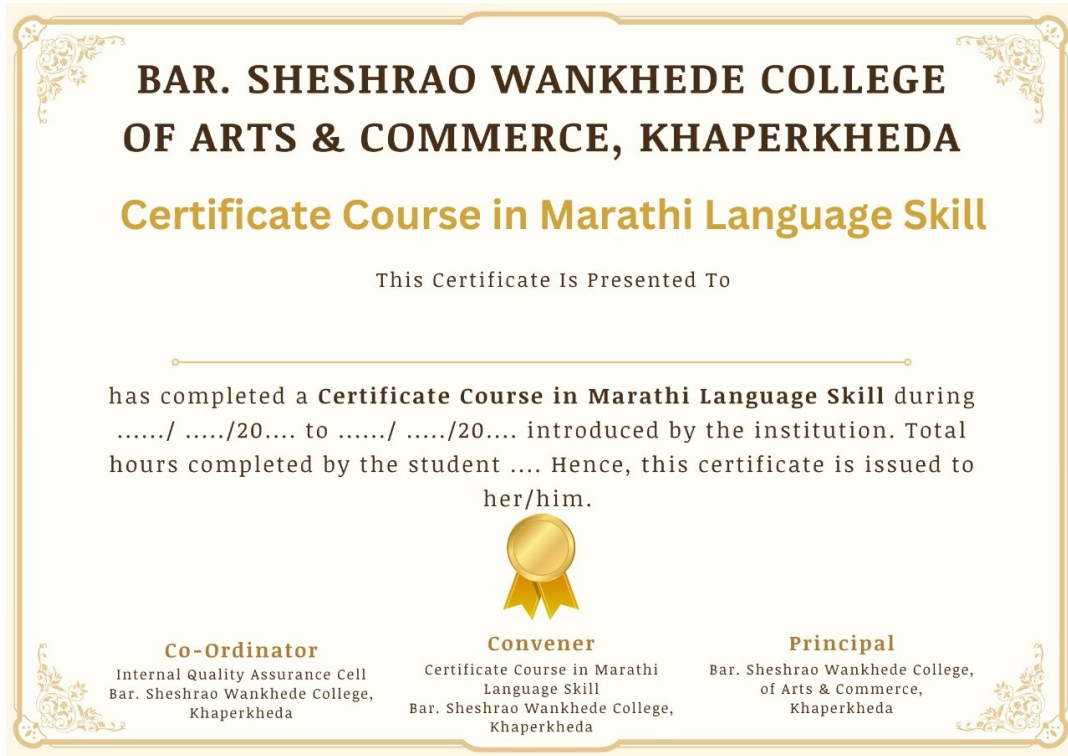 BAR. SHESHRAO WANKHEDE COLLEGE
OF ARTS & COMMERCE, KHAPERKHEDA
Certificate Course in Marathi Language Skill
This Certificate Is Presented To
has completed a Certificate Course in Marathi Language Skill during
....../ ...../20.... to ....../ ...../20.... introduced by the institution. Total
hours completed by the student .... Hence, this certificate is issued to
her/him.
Co-Ordinator
Internal Quality Assurance Cell
Bar. Sheshrao Wankhede College,
Khaperkheda
Convener
Certificate Course in Marathi
Language Skill
Bar. Sheshrao Wankhede College,
Khaperkheda
Principal
Bar. Sheshrao Wankhede College,
of Arts & Commerce,
Khaperkheda